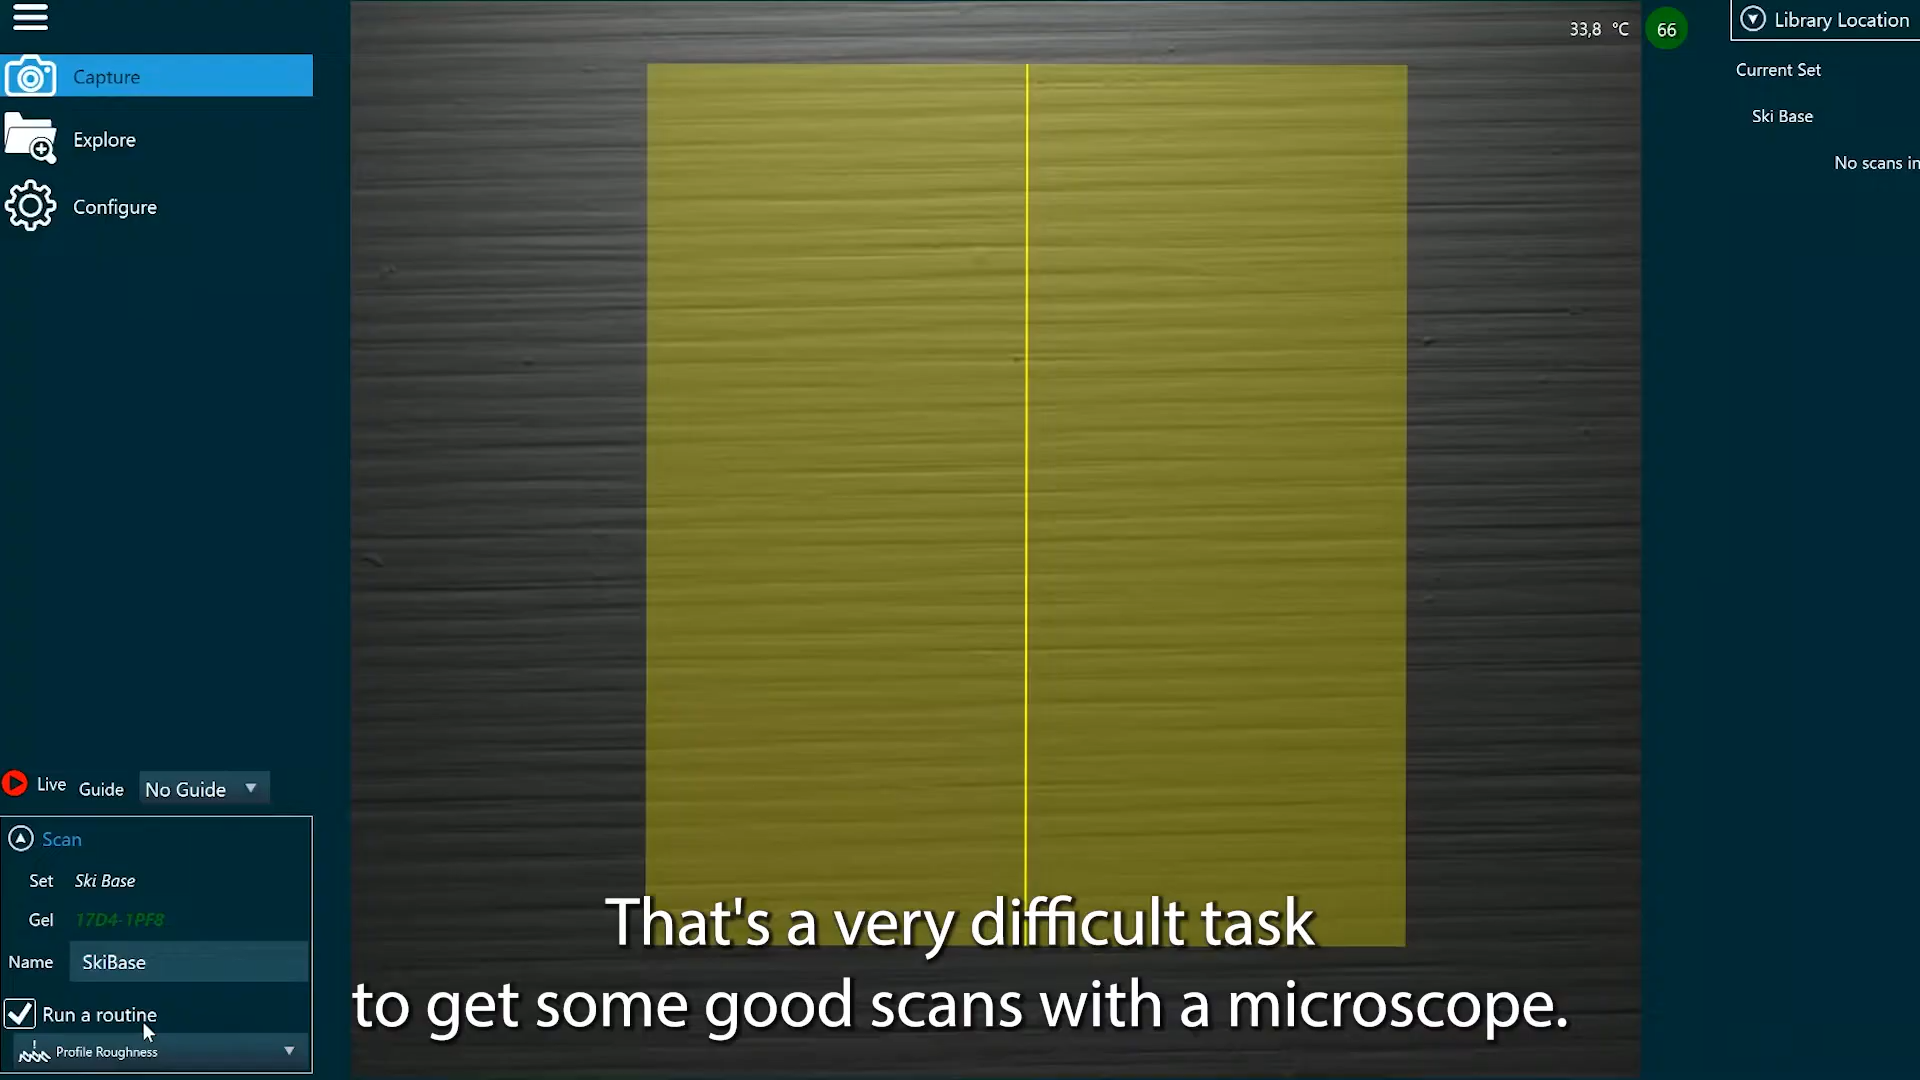 Capture
Explore
Configure
33,8 °C
66
Library Location
Current Set
Ski Base
No scans in
Live
Guide
No Guide
Scan
Set Ski Base
Gel 17D4-1PF8
Name SkiBase
Run a routine
Profile Roughness
That's a very difficult task
to get some good scans with a microscope.